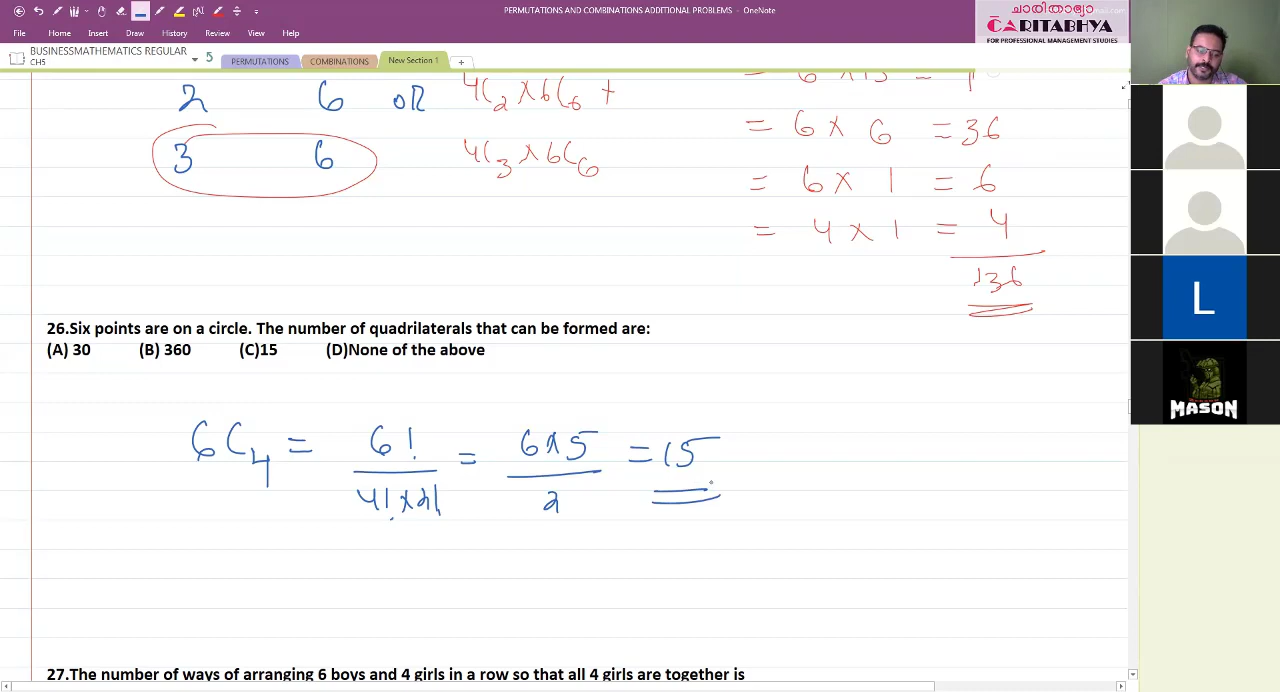 PERMUTATIONS AND COMBINATIONS ADDITIONAL PROBLEMS - OneNote
File Home Insert Draw History Review View Help
ചാരിതാഭ്യാ
CARITABHYA
FOR PROFESSIONAL MANAGEMENT STUDIES
BUSINESSMATHEMATICS REGULAR
CH5
PERMUTATIONS COMBINATIONS New Section 1
2 6 OR 4C2 × 6C6 +
3 6 4C3 × 6C6
= 6 × 6 = 36
= 6 × 1 = 6
= 4 × 1 = 4
136
26.Six points are on a circle. The number of quadrilaterals that can be formed are:
(A) 30 (B) 360 (C)15 (D)None of the above
6C4 = 6! / 4! × 2! = 6×5 / 2 = 15
27.The number of ways of arranging 6 boys and 4 girls in a row so that all 4 girls are together is
L
MASON